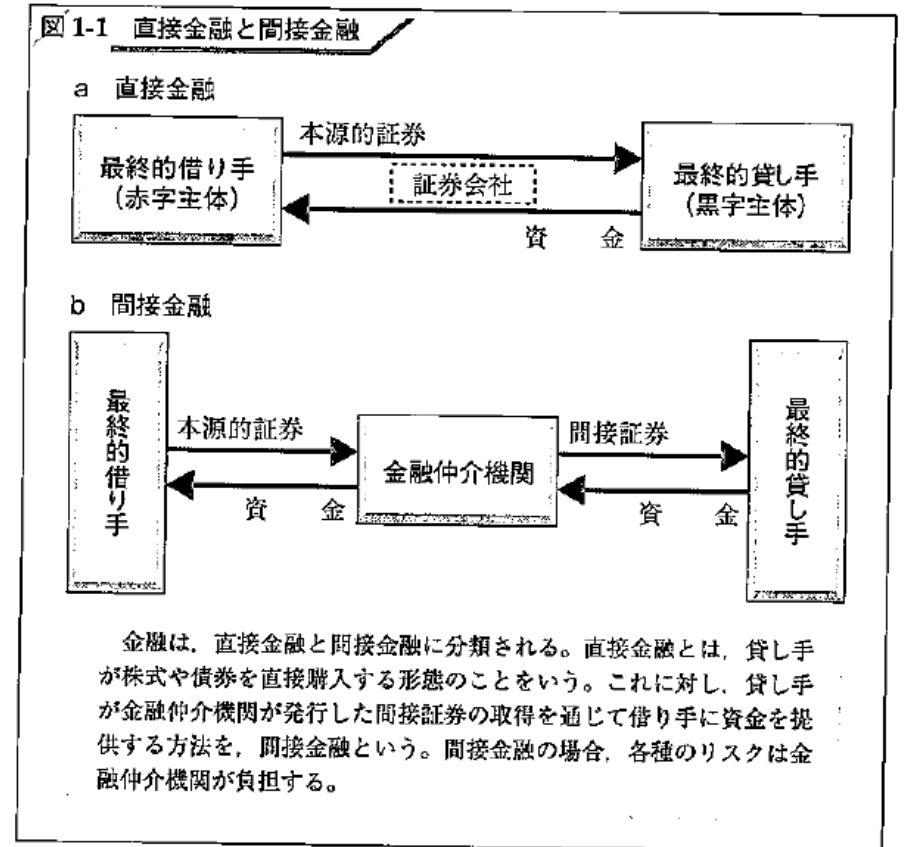 図 1-1 直接金融と間接金融
a 直接金融
本源的証券
最終的借り手
(赤字主体)
証券会社
最終的貸し手
(黒字主体)
資 金
b 間接金融
最終的借り手
本源的証券
資 金
金融仲介機関
間接証券
資 金
最終的貸し手
金融は，直接金融と間接金融に分類される。直接金融とは，貸し手
が株式や債券を直接購入する形態のことをいう。これに対し，貸し手
が金融仲介機関が発行した間接証券の取得を通じて借り手に資金を提
供する方法を，間接金融という。間接金融の場合，各種のリスクは金
融仲介機関が負担する。